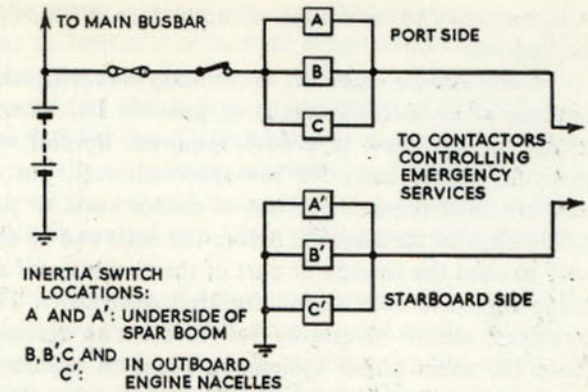 TO MAIN BUSBAR
A
PORT SIDE
B
C
TO CONTACTORS
CONTROLLING
EMERGENCY
SERVICES
A'
B'
C'
STARBOARD SIDE
INERTIA SWITCH
LOCATIONS:
A AND A': UNDERSIDE OF
SPAR BOOM
B,B',C AND
C': IN OUTBOARD
ENGINE NACELLES